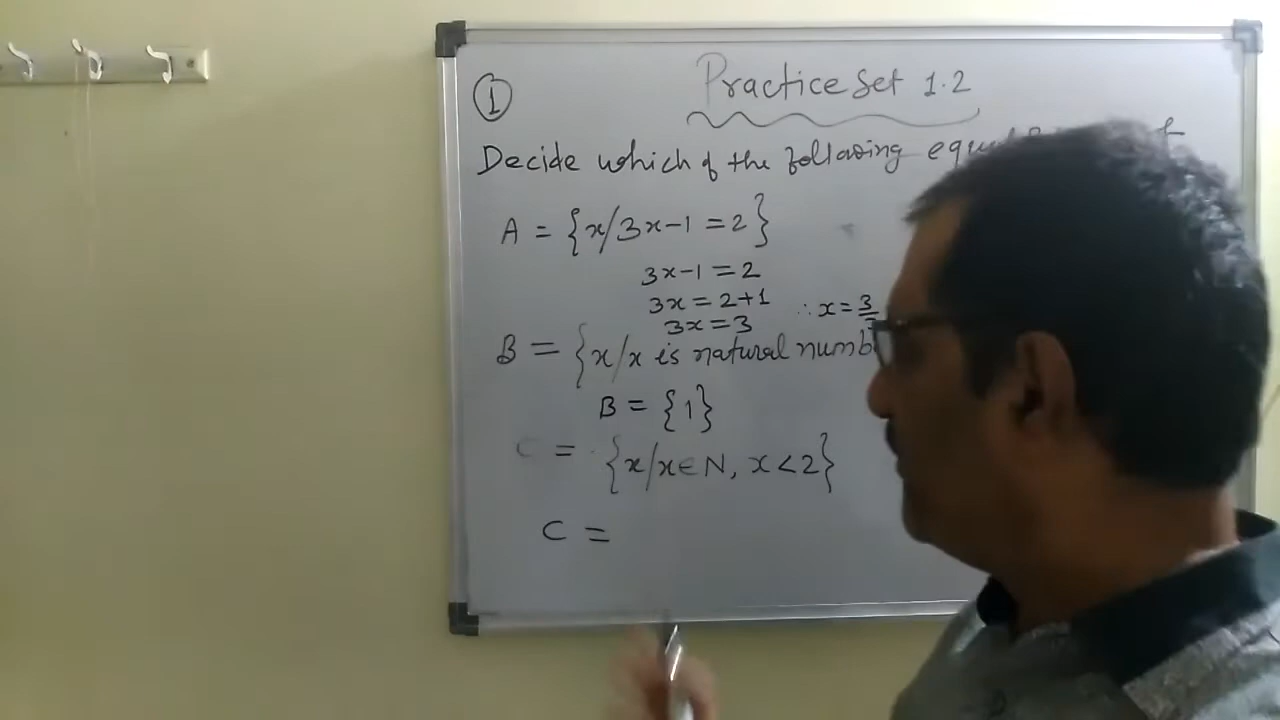 ① Practice Set 1.2
Decide which of the following
A = {x/3x-1 = 2}
3x-1 = 2
3x = 2+1
3x = 3 ∴ x = 3
B = {x/x is natural
B = {1}
C = {x/x∈N, x<2}
C =